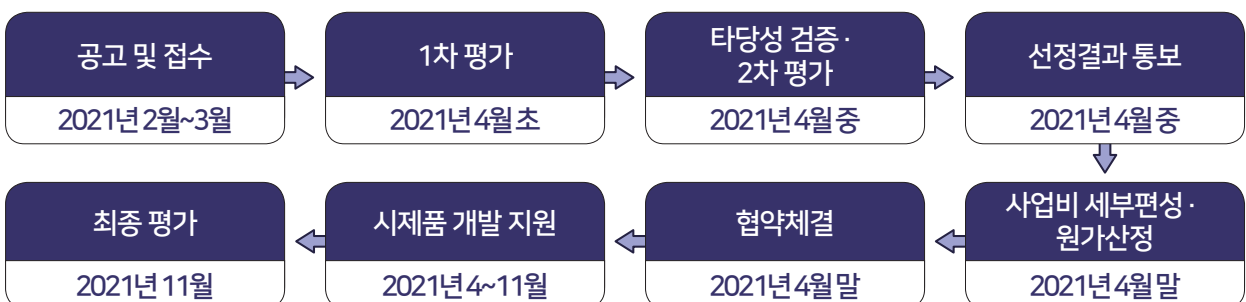 공고 및 접수
2021년 2월~3월
1차 평가
2021년 4월 초
타당성 검증·
2차 평가
2021년 4월 중
선정결과 통보
2021년 4월 중
사업비 세부편성·
원가산정
2021년 4월 말
협약체결
2021년 4월 말
시제품 개발 지원
2021년 4~11월
최종 평가
2021년 11월